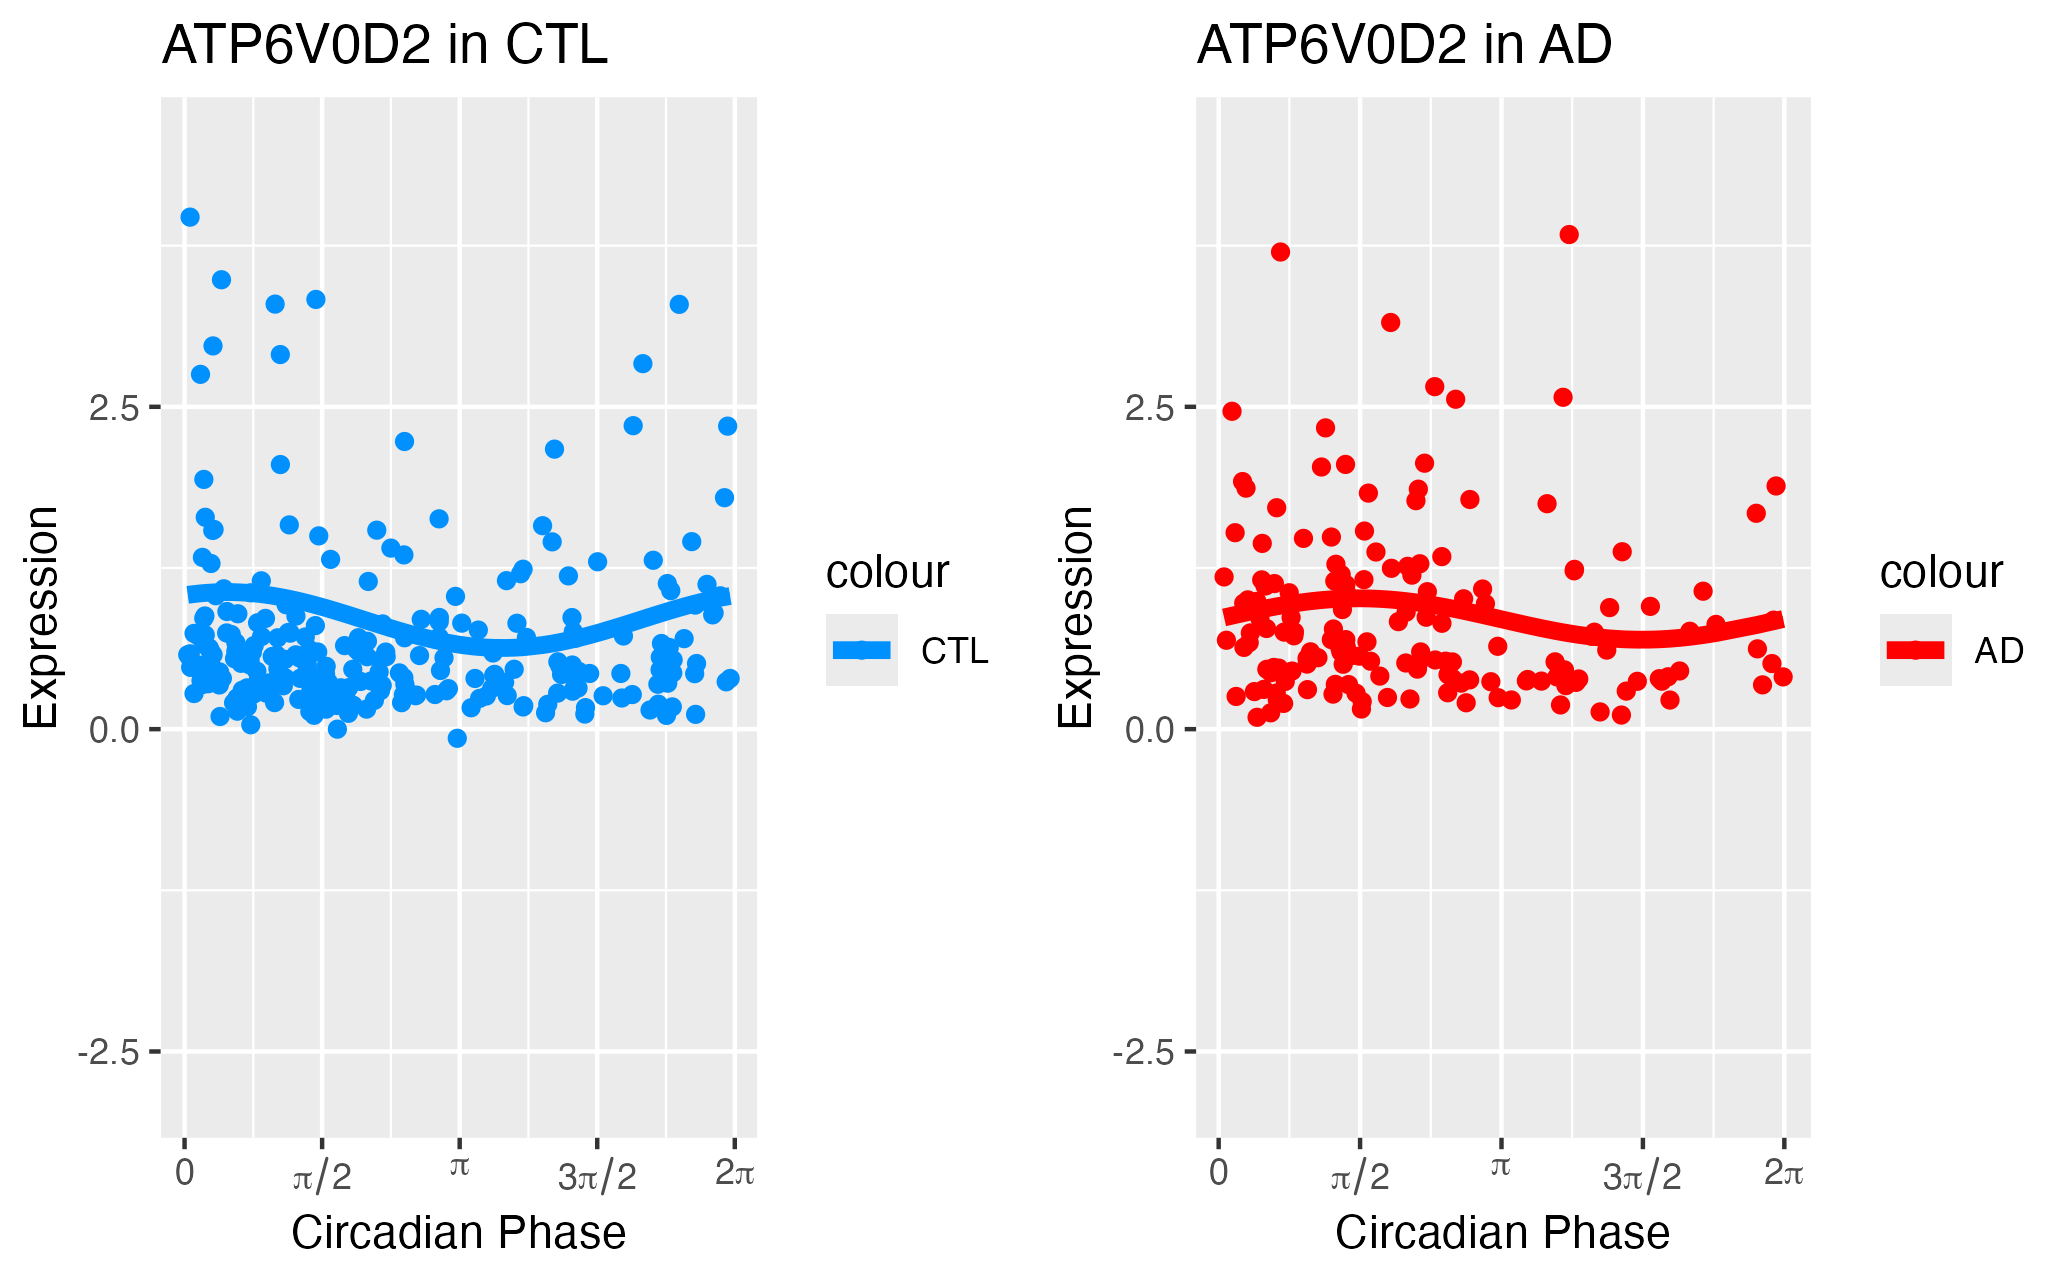 ATP6V0D2 in CTL
Expression
2.5
0.0
-2.5
0
π/2
π
3π/2
2π
Circadian Phase
colour
CTL
ATP6V0D2 in AD
Expression
2.5
0.0
-2.5
0
π/2
π
3π/2
2π
Circadian Phase
colour
AD